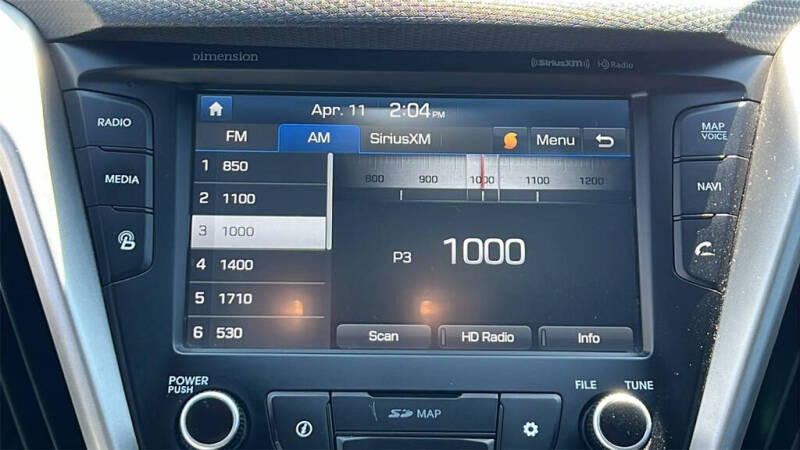 Dimension
((SiriusXM)) HD Radio
Apr. 11 2:04 PM
FM AM SiriusXM Menu
1 850
2 1100
3 1000
4 1400
5 1710
6 530
800 900 1000 1100 1200
P3 1000
Scan HD Radio Info
RADIO
MEDIA
MAP
VOICE
NAVI
POWER
PUSH
SD MAP
FILE TUNE